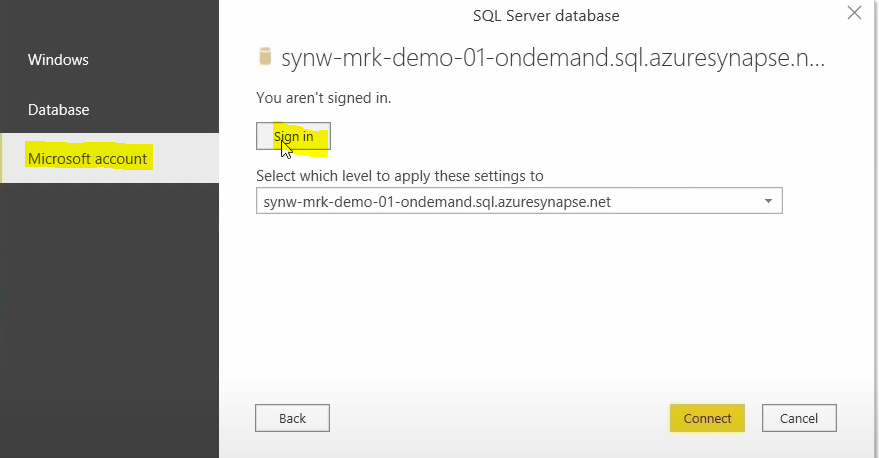 SQL Server database
Windows
Database
Microsoft account
synw-mrk-demo-01-ondemand.sql.azuresynapse.n...
You aren't signed in.
Sign in
Select which level to apply these settings to
synw-mrk-demo-01-ondemand.sql.azuresynapse.net
Back
Connect
Cancel